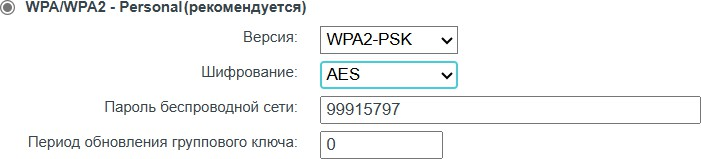 WPA/WPA2 - Personal(рекомендуется)
Версия: WPA2-PSK
Шифрование: AES
Пароль беспроводной сети: 99915797
Период обновления группового ключа: 0